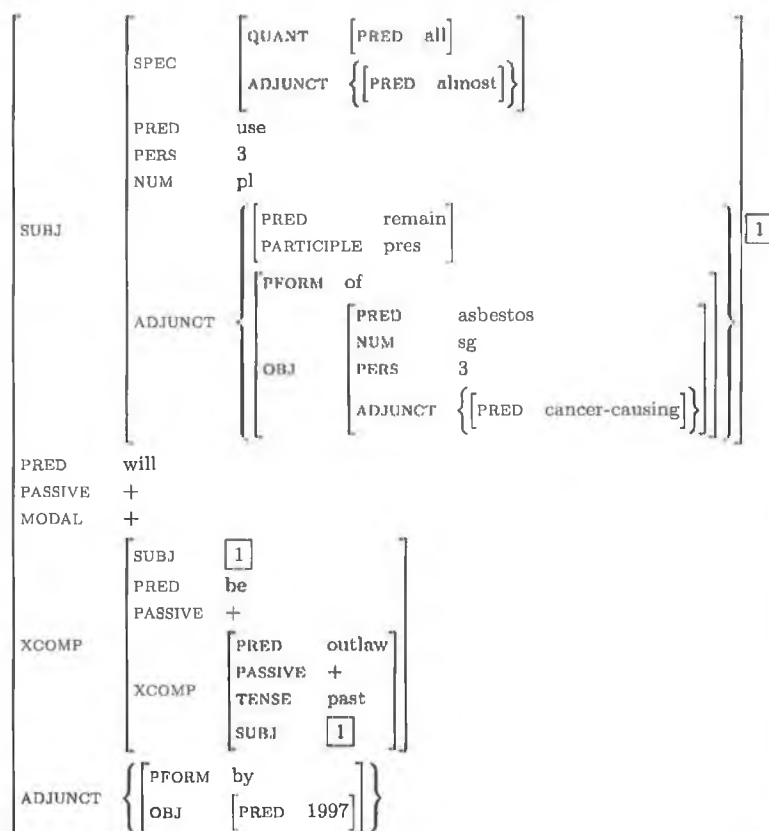 QUANT [PRED all]
SPEC
ADJUNCT {[PRED almost]}
PRED use
PERS 3
NUM pl
PRED remain
SUBJ 1
PARTICIPLE pres
PFORM of
PRED asbestos
ADJUNCT
NUM sg
OBJ PERS 3
ADJUNCT {[PRED cancer-causing]}
PRED will
PASSIVE +
MODAL +
SUBJ 1
PRED be
PASSIVE +
XCOMP PRED outlaw
PASSIVE +
XCOMP
TENSE past
SUBJ 1
PFORM by
ADJUNCT
OBJ [PRED 1997]